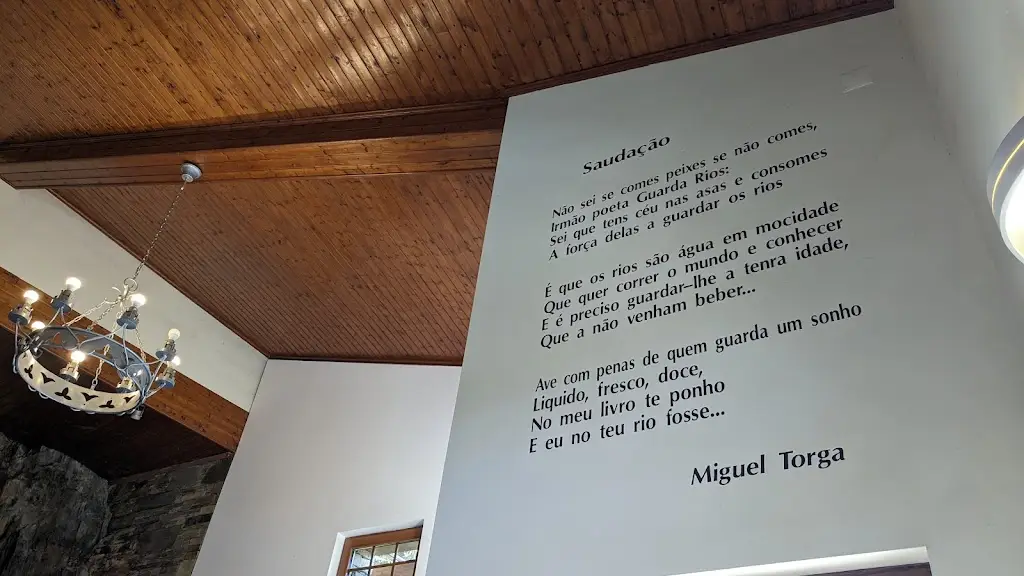 Saudação
Não sei se comes peixes se não comes,
Irmão poeta Guarda Rios:
Sei que tens céu nas asas e consomes
A força delas a guardar os rios
É que os rios são água em mocidade
Que quer correr o mundo e conhecer
E é preciso guardar-lhe a tenra idade,
Que a não venham beber...
Ave com penas de quem guarda um sonho
Liquido, fresco, doce,
No meu livro te ponho
E eu no teu rio fosse...
Miguel Torga